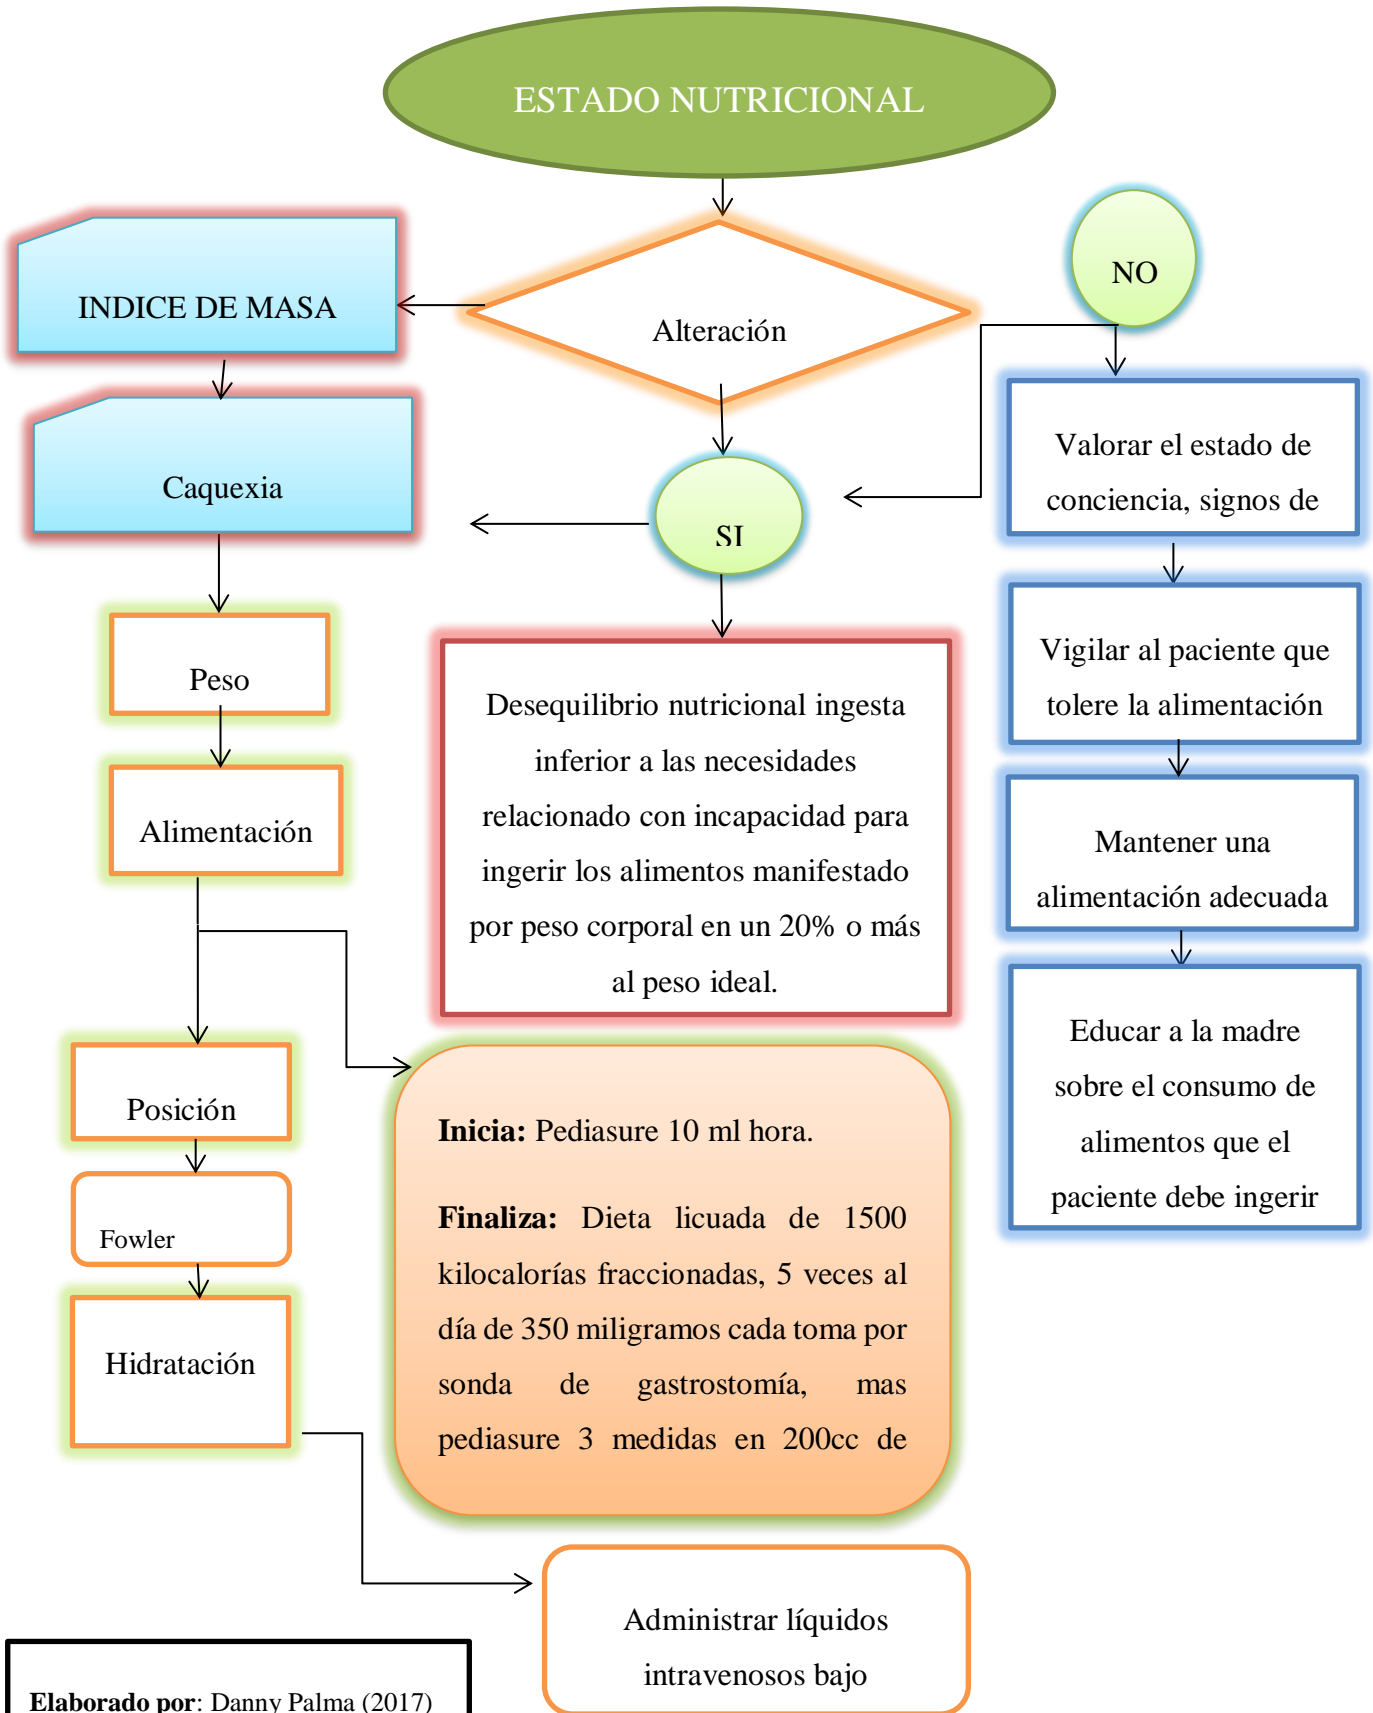 ESTADO NUTRICIONAL
NO
INDICE DE MASA
Alteración
Caquexia
SI
Valorar el estado de
conciencia, signos de
Peso
Vigilar al paciente que
tolere la alimentación
Desequilibrio nutricional ingesta
inferior a las necesidades
relacionado con incapacidad para
ingerir los alimentos manifestado
por peso corporal en un 20% o más
al peso ideal.
Alimentación
Mantener una
alimentación adecuada
Educar a la madre
sobre el consumo de
alimentos que el
paciente debe ingerir
Posición
Fowler
Hidratación
Inicia: Pediasure 10 ml hora.
Finaliza: Dieta licuada de 1500
kilocalorías fraccionadas, 5 veces al
día de 350 miligramos cada toma por
sonda de gastrostomía, mas
pediasure 3 medidas en 200cc de
Administrar líquidos
intravenosos bajo
Elaborado por: Danny Palma (2017)